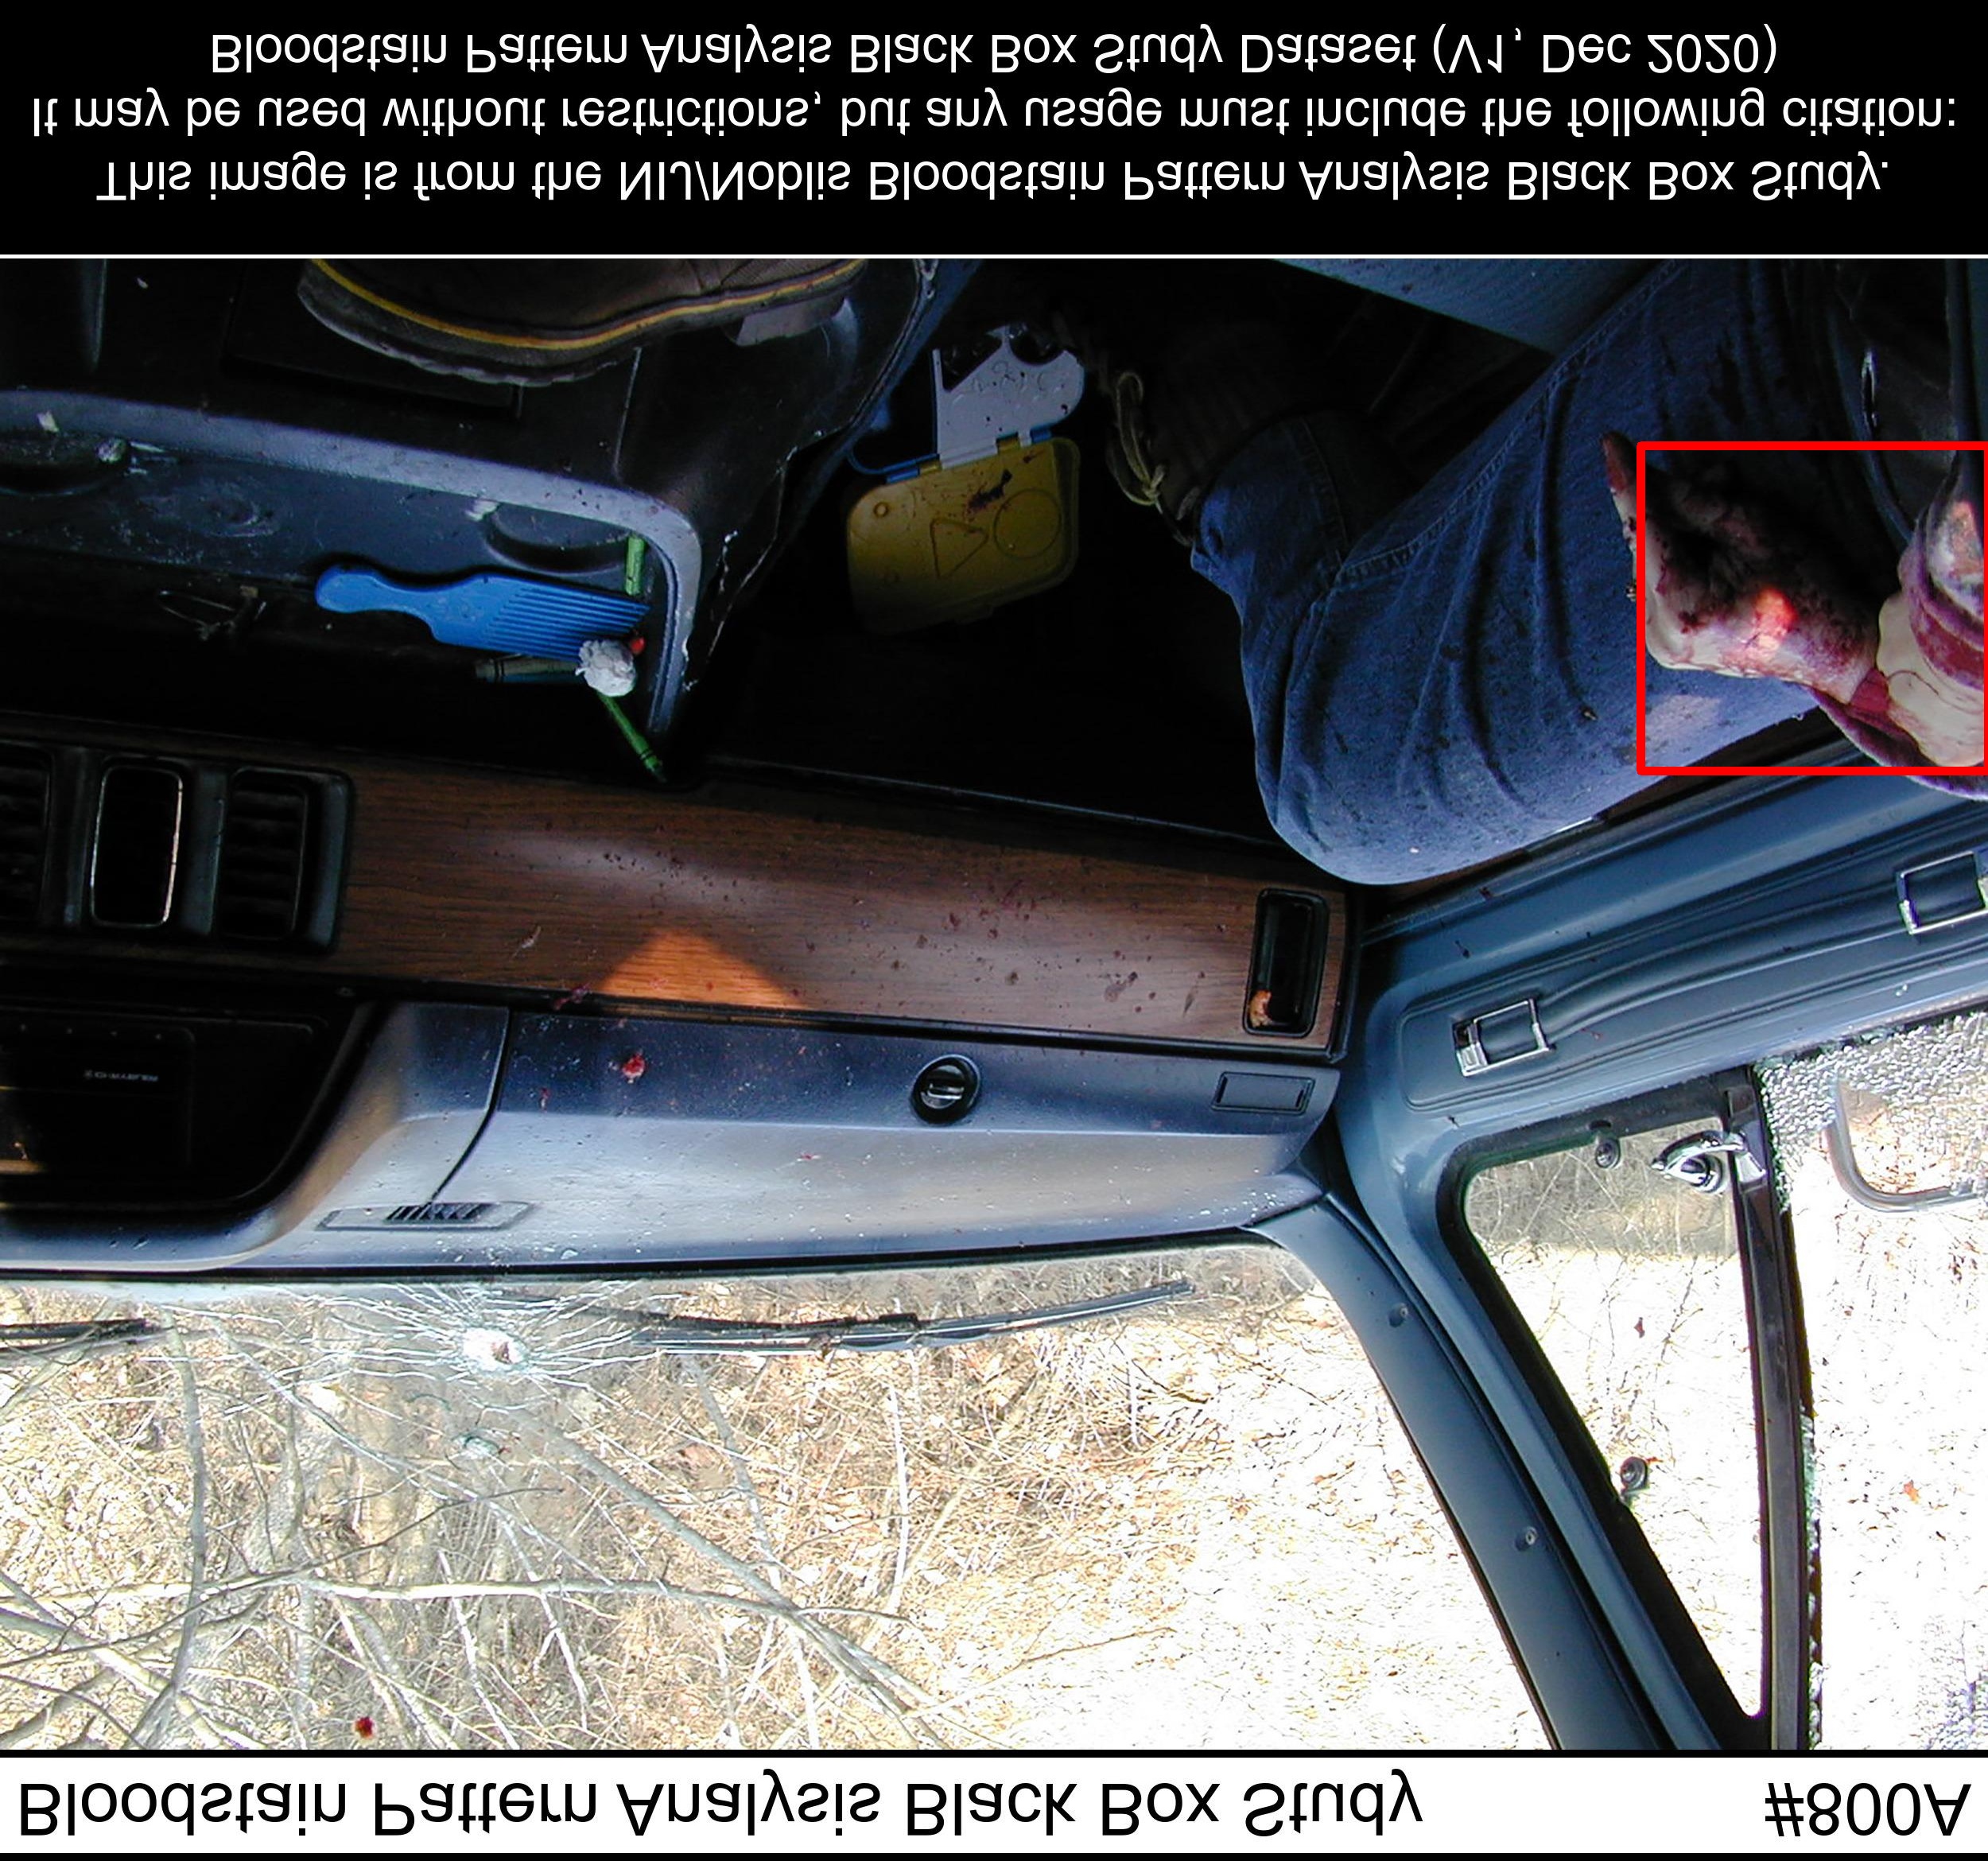 Bloodstain Pattern Analysis Black Box Study #800A
This image is from the NIJ/Noblis Bloodstain Pattern Analysis Black Box Study.
It may be used without restrictions, but any usage must include the following citation:
Bloodstain Pattern Analysis Black Box Study Dataset (V1, Dec 2020)